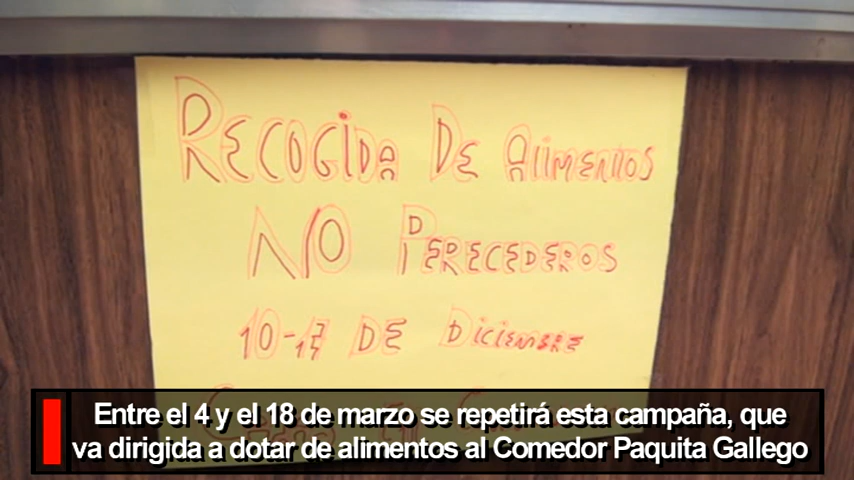 RECOGIDA DE ALIMENTOS
NO PERECEDEROS
10-17 DE DICIEMBRE
Entre el 4 y el 18 de marzo se repetirá esta campaña, que
va dirigida a dotar de alimentos al Comedor Paquita Gallego